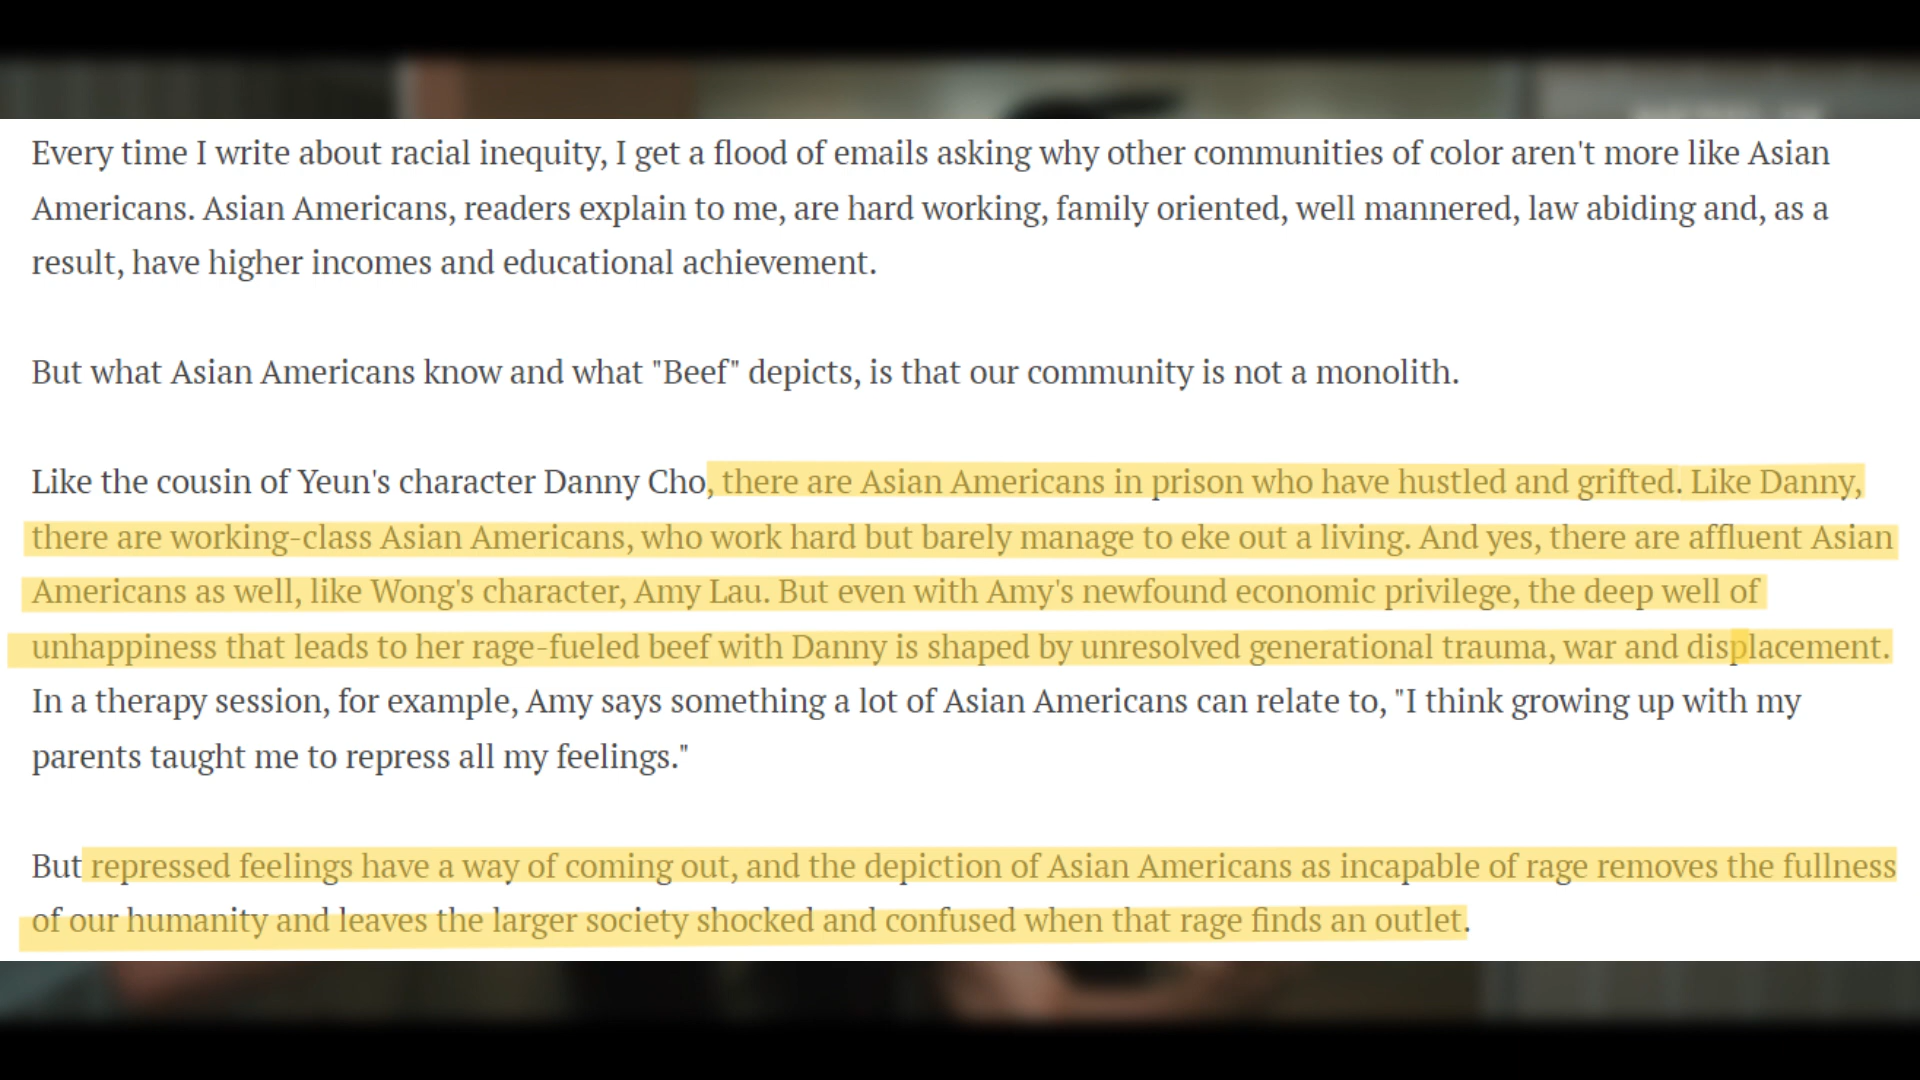 Every time I write about racial inequity, I get a flood of emails asking why other communities of color aren't more like Asian
Americans. Asian Americans, readers explain to me, are hard working, family oriented, well mannered, law abiding and, as a
result, have higher incomes and educational achievement.
But what Asian Americans know and what "Beef" depicts, is that our community is not a monolith.
Like the cousin of Yeun's character Danny Cho, there are Asian Americans in prison who have hustled and grifted. Like Danny,
there are working-class Asian Americans, who work hard but barely manage to eke out a living. And yes, there are affluent Asian
Americans as well, like Wong's character, Amy Lau. But even with Amy's newfound economic privilege, the deep well of
unhappiness that leads to her rage-fueled beef with Danny is shaped by unresolved generational trauma, war and displacement.
In a therapy session, for example, Amy says something a lot of Asian Americans can relate to, "I think growing up with my
parents taught me to repress all my feelings."
But repressed feelings have a way of coming out, and the depiction of Asian Americans as incapable of rage removes the fullness
of our humanity and leaves the larger society shocked and confused when that rage finds an outlet.